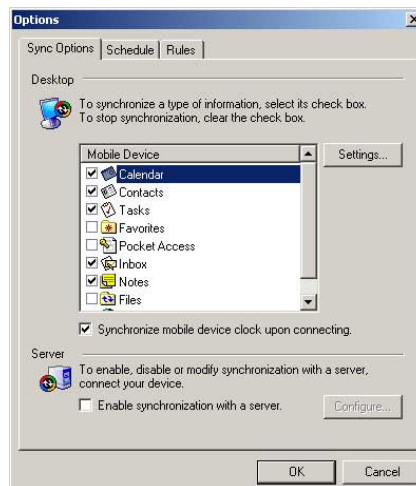 Options
Sync Options Schedule Rules
Desktop
To synchronize a type of information, select its check box.
To stop synchronization, clear the check box.
Mobile Device
Settings...
Calendar
Contacts
Tasks
Favorites
Pocket Access
Inbox
Notes
Files
Synchronize mobile device clock upon connecting.
Server
To enable, disable or modify synchronization with a server,
connect your device.
Enable synchronization with a server.
Configure...
OK Cancel